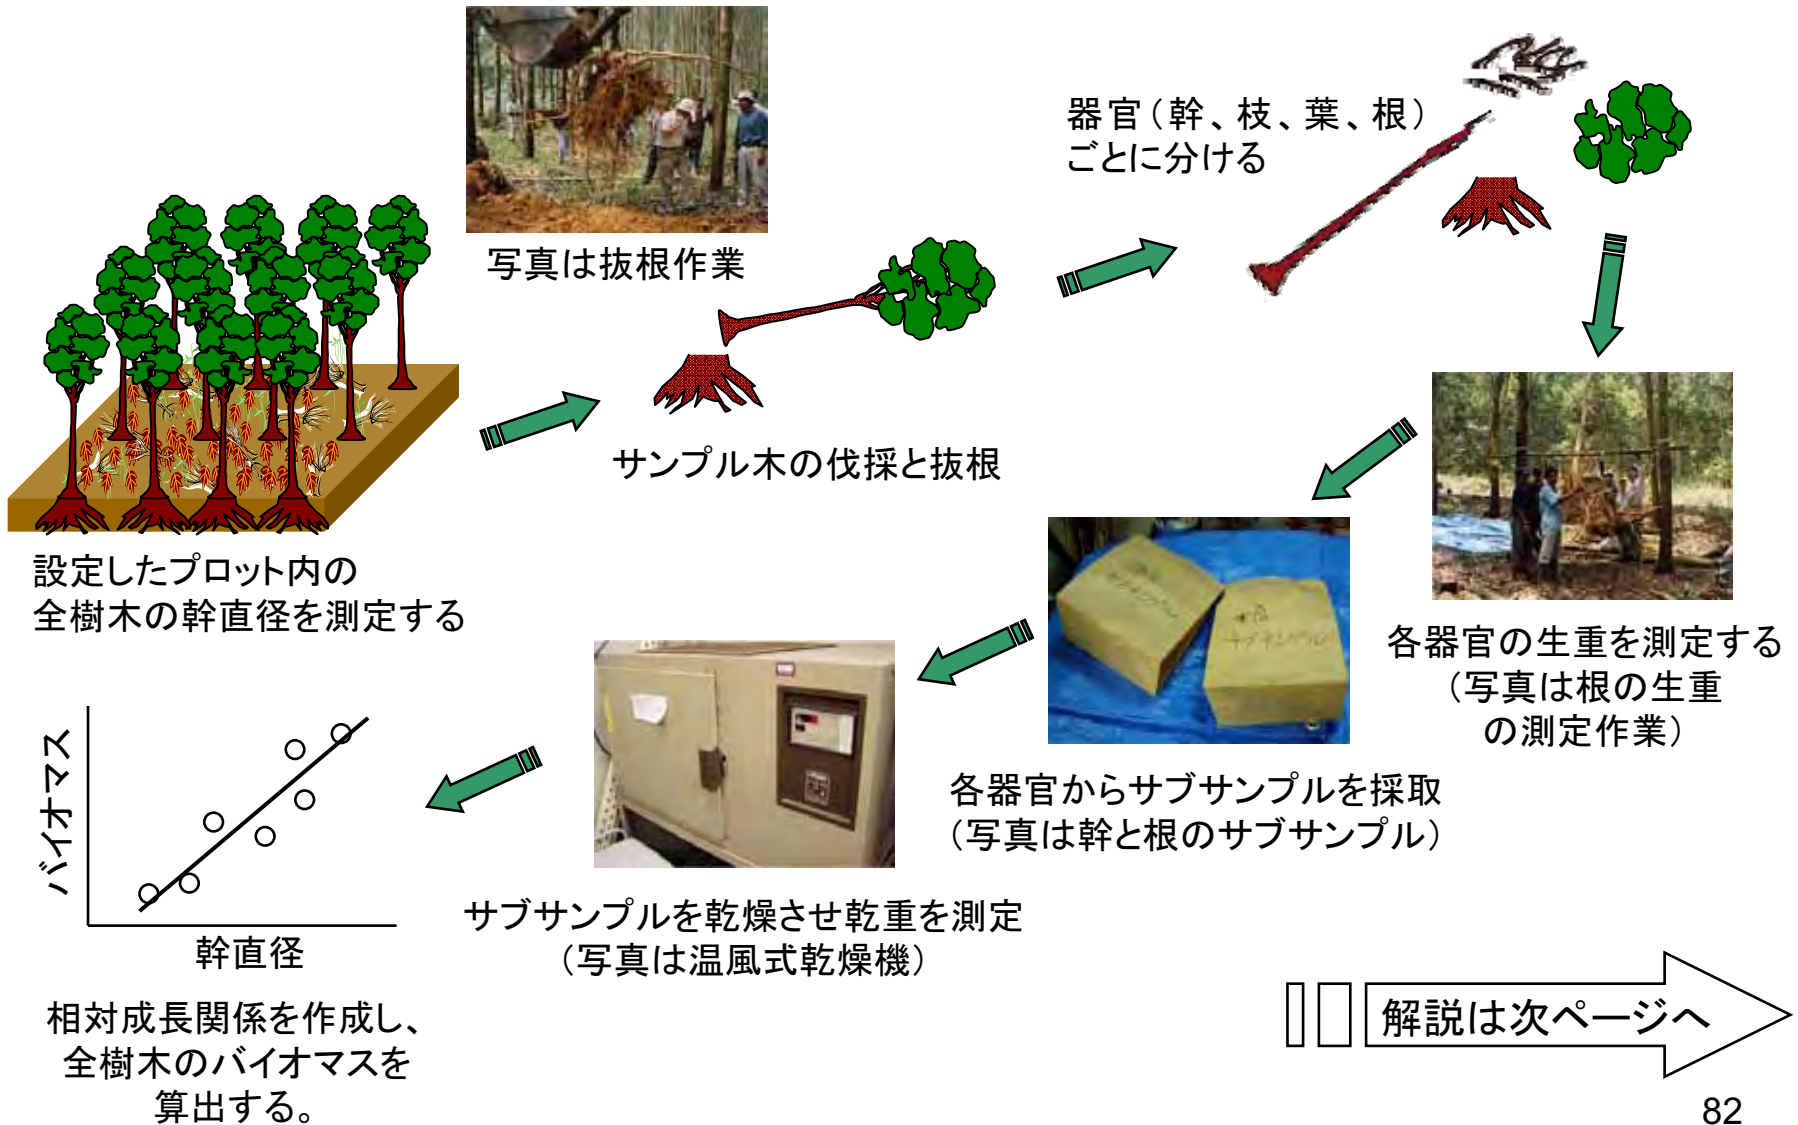 写真は抜根作業
器官（幹、枝、葉、根）
ごとに分ける
サンプル木の伐採と抜根
設定したプロット内の
全樹木の幹直径を測定する
各器官の生重を測定する
（写真は根の生重
の測定作業）
各器官からサブサンプルを採取
（写真は幹と根のサブサンプル）
サブサンプルを乾燥させ乾重を測定
（写真は温風式乾燥機）
バイオマス
幹直径
相対成長関係を作成し、
全樹木のバイオマスを
算出する。
解説は次ページへ
82